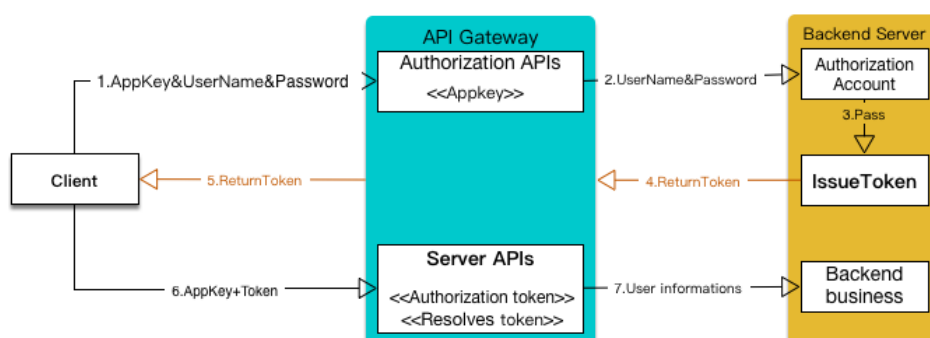 API Gateway
Backend Server
Authorization APIs
<<Appkey>>
1.AppKey&UserName&Password
2.UserName&Password
Authorization
Account
3.Pass
Client
5.ReturnToken
4.ReturnToken
IssueToken
Server APIs
<<Authorization token>>
<<Resolves token>>
6.AppKey+Token
7.User informations
Backend
business